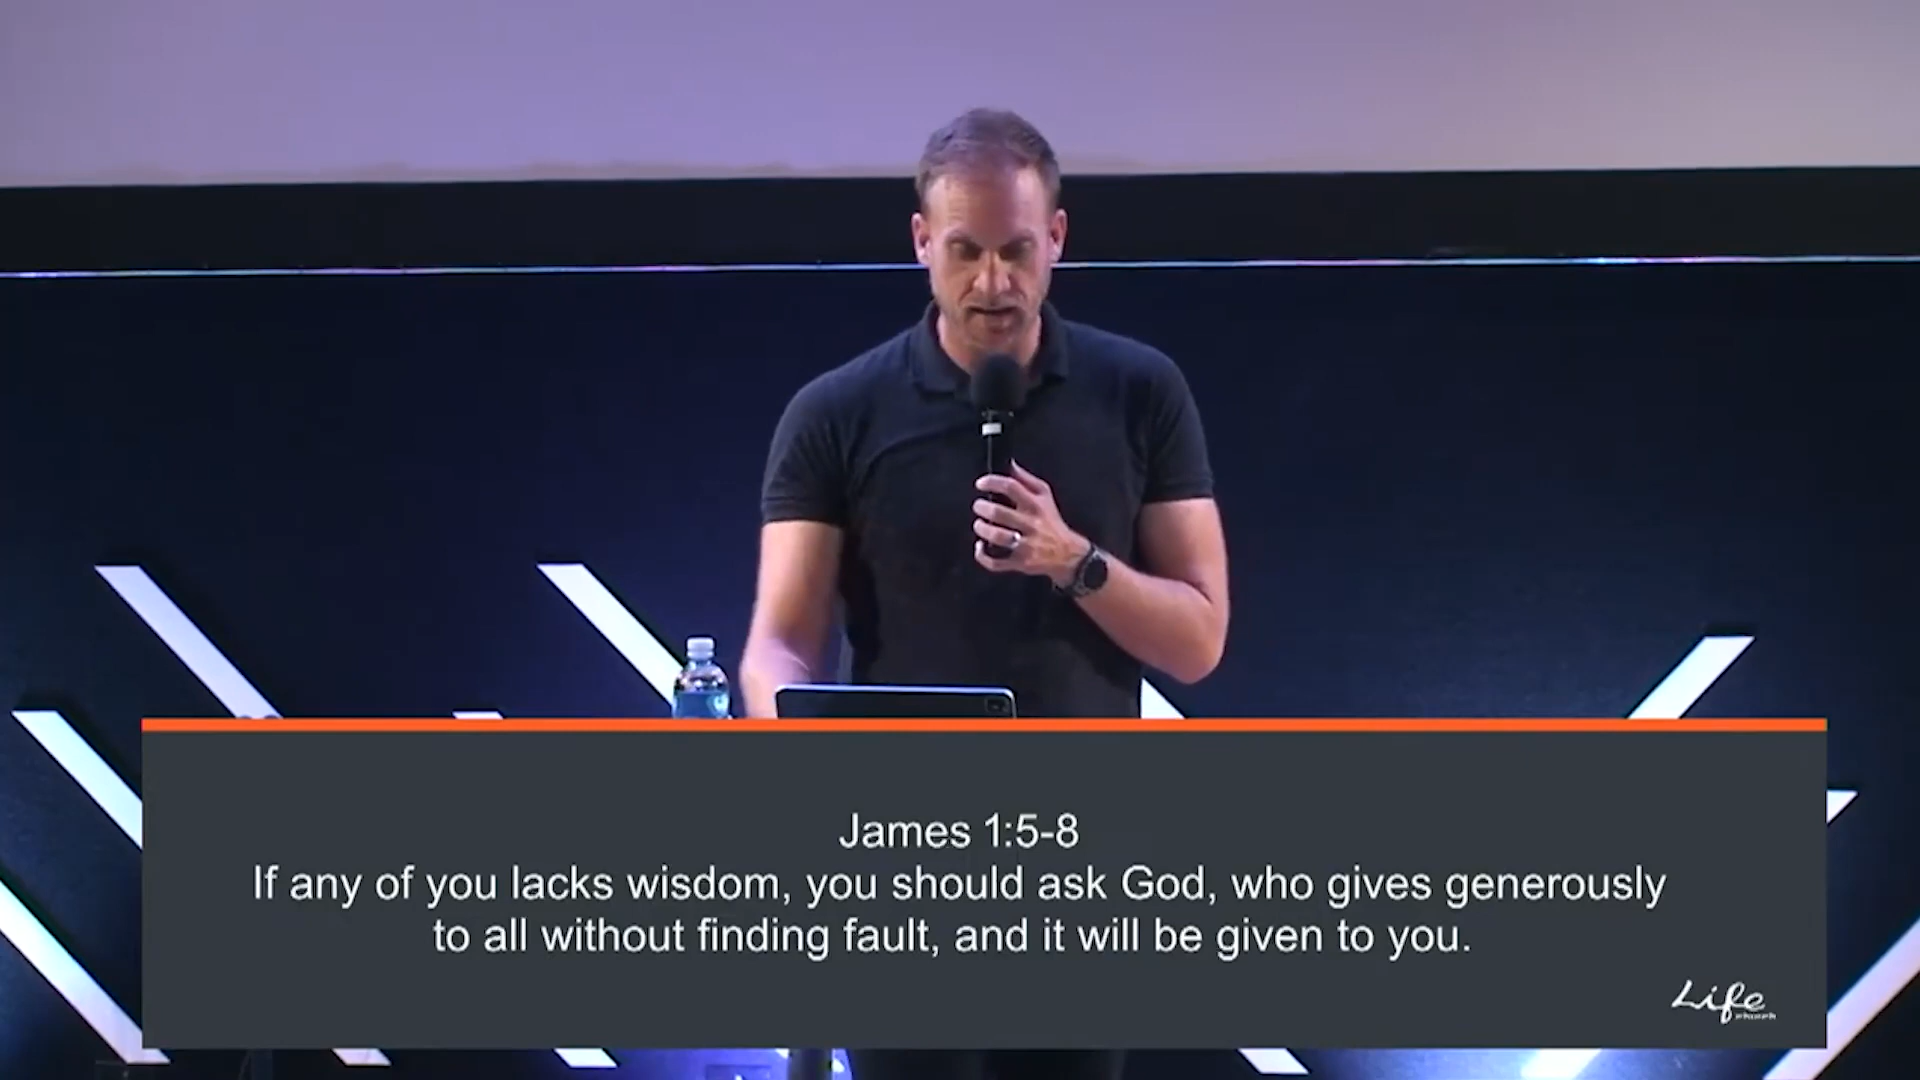 James 1:5-8
If any of you lacks wisdom, you should ask God, who gives generously
to all without finding fault, and it will be given to you.
Life
church